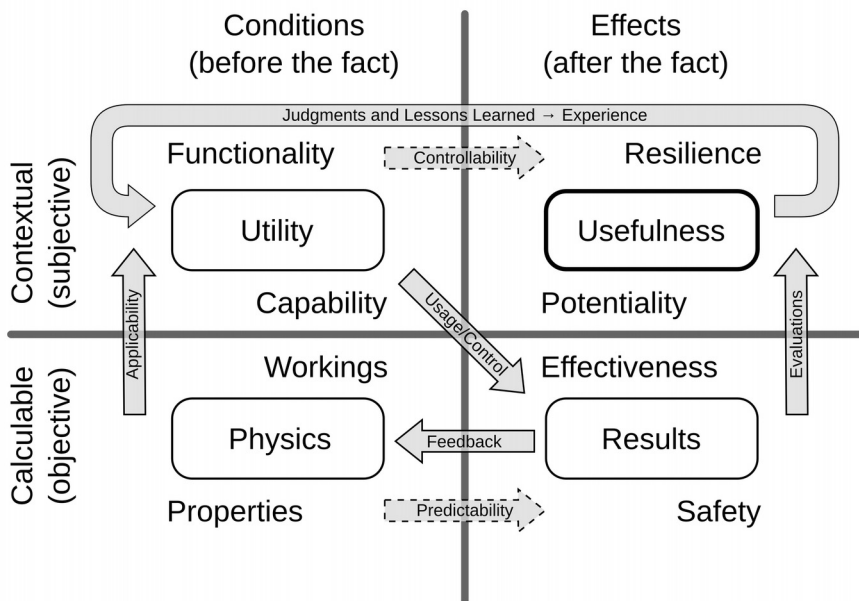 Conditions
(before the fact)
Effects
(after the fact)
Judgments and Lessons Learned → Experience
Contextual
(subjective)
Functionality
Controllability
Resilience
Utility
Usefulness
Capability
Usage/Control
Potentiality
Applicability
Evaluations
Calculable
(objective)
Workings
Effectiveness
Physics
Feedback
Results
Properties
Predictability
Safety